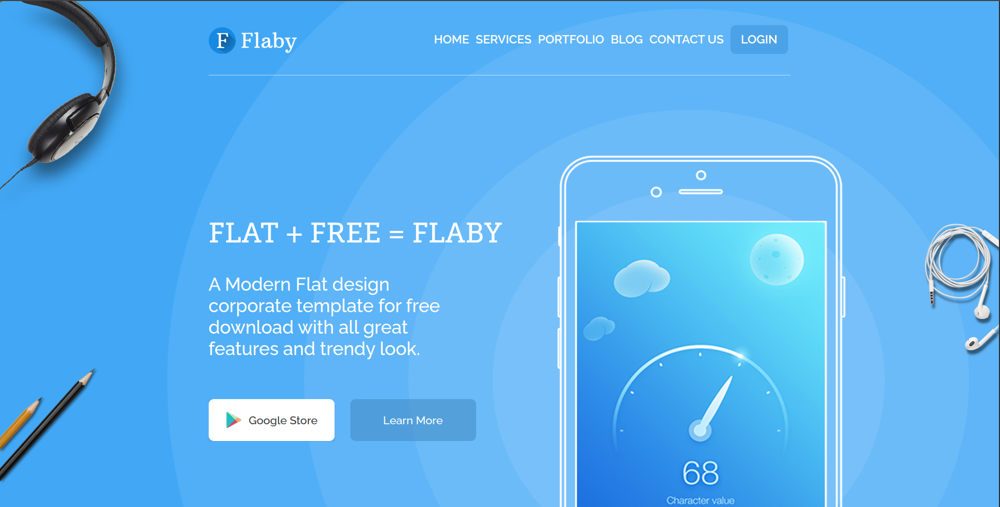 F Flaby
HOME SERVICES PORTFOLIO BLOG CONTACT US LOGIN
FLAT + FREE = FLABY
A Modern Flat design
corporate template for free
download with all great
features and trendy look.
Google Store
Learn More
68
Character value